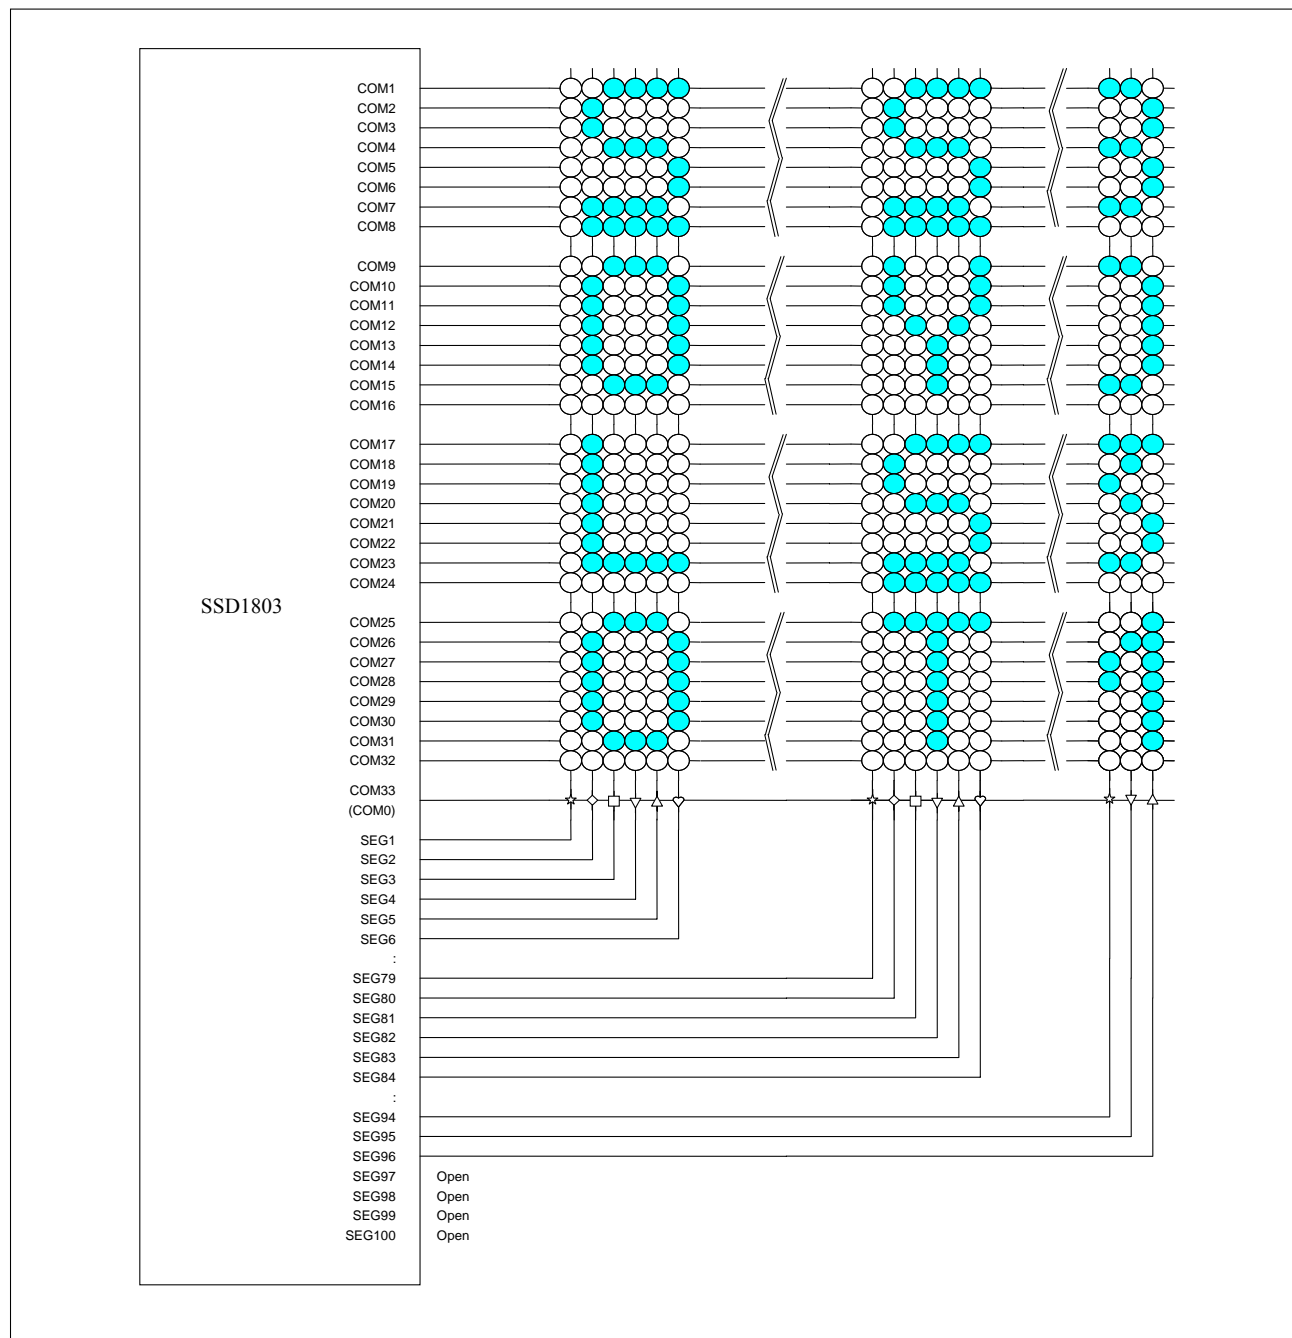 COM1
COM2
COM3
COM4
COM5
COM6
COM7
COM8
COM9
COM10
COM11
COM12
COM13
COM14
COM15
COM16
COM17
COM18
COM19
COM20
COM21
COM22
COM23
COM24
SSD1803
COM25
COM26
COM27
COM28
COM29
COM30
COM31
COM32
COM33
(COM0)
SEG1
SEG2
SEG3
SEG4
SEG5
SEG6
:
SEG79
SEG80
SEG81
SEG82
SEG83
SEG84
:
SEG94
SEG95
SEG96
SEG97 Open
SEG98 Open
SEG99 Open
SEG100 Open